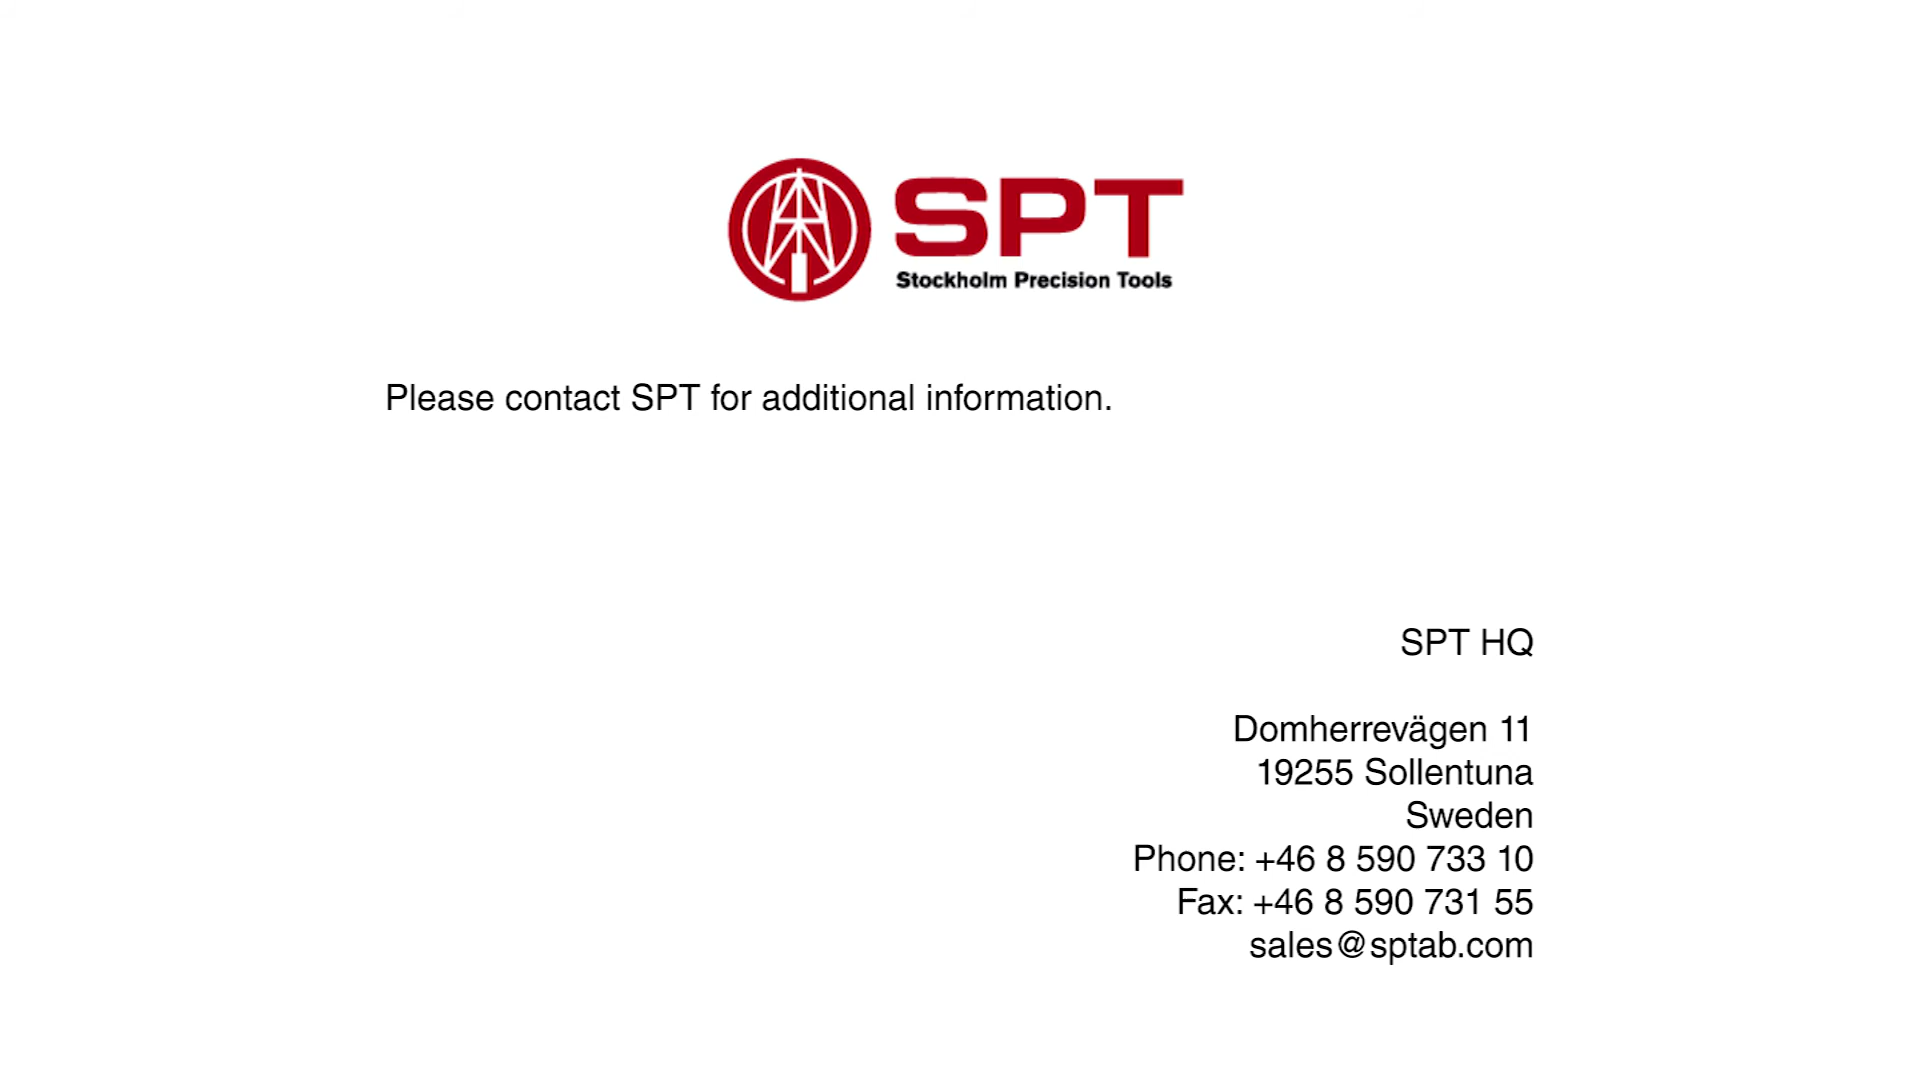 SPT
Stockholm Precision Tools
Please contact SPT for additional information.
SPT HQ
Domherrevägen 11
19255 Sollentuna
Sweden
Phone: +46 8 590 733 10
Fax: +46 8 590 731 55
sales@sptab.com